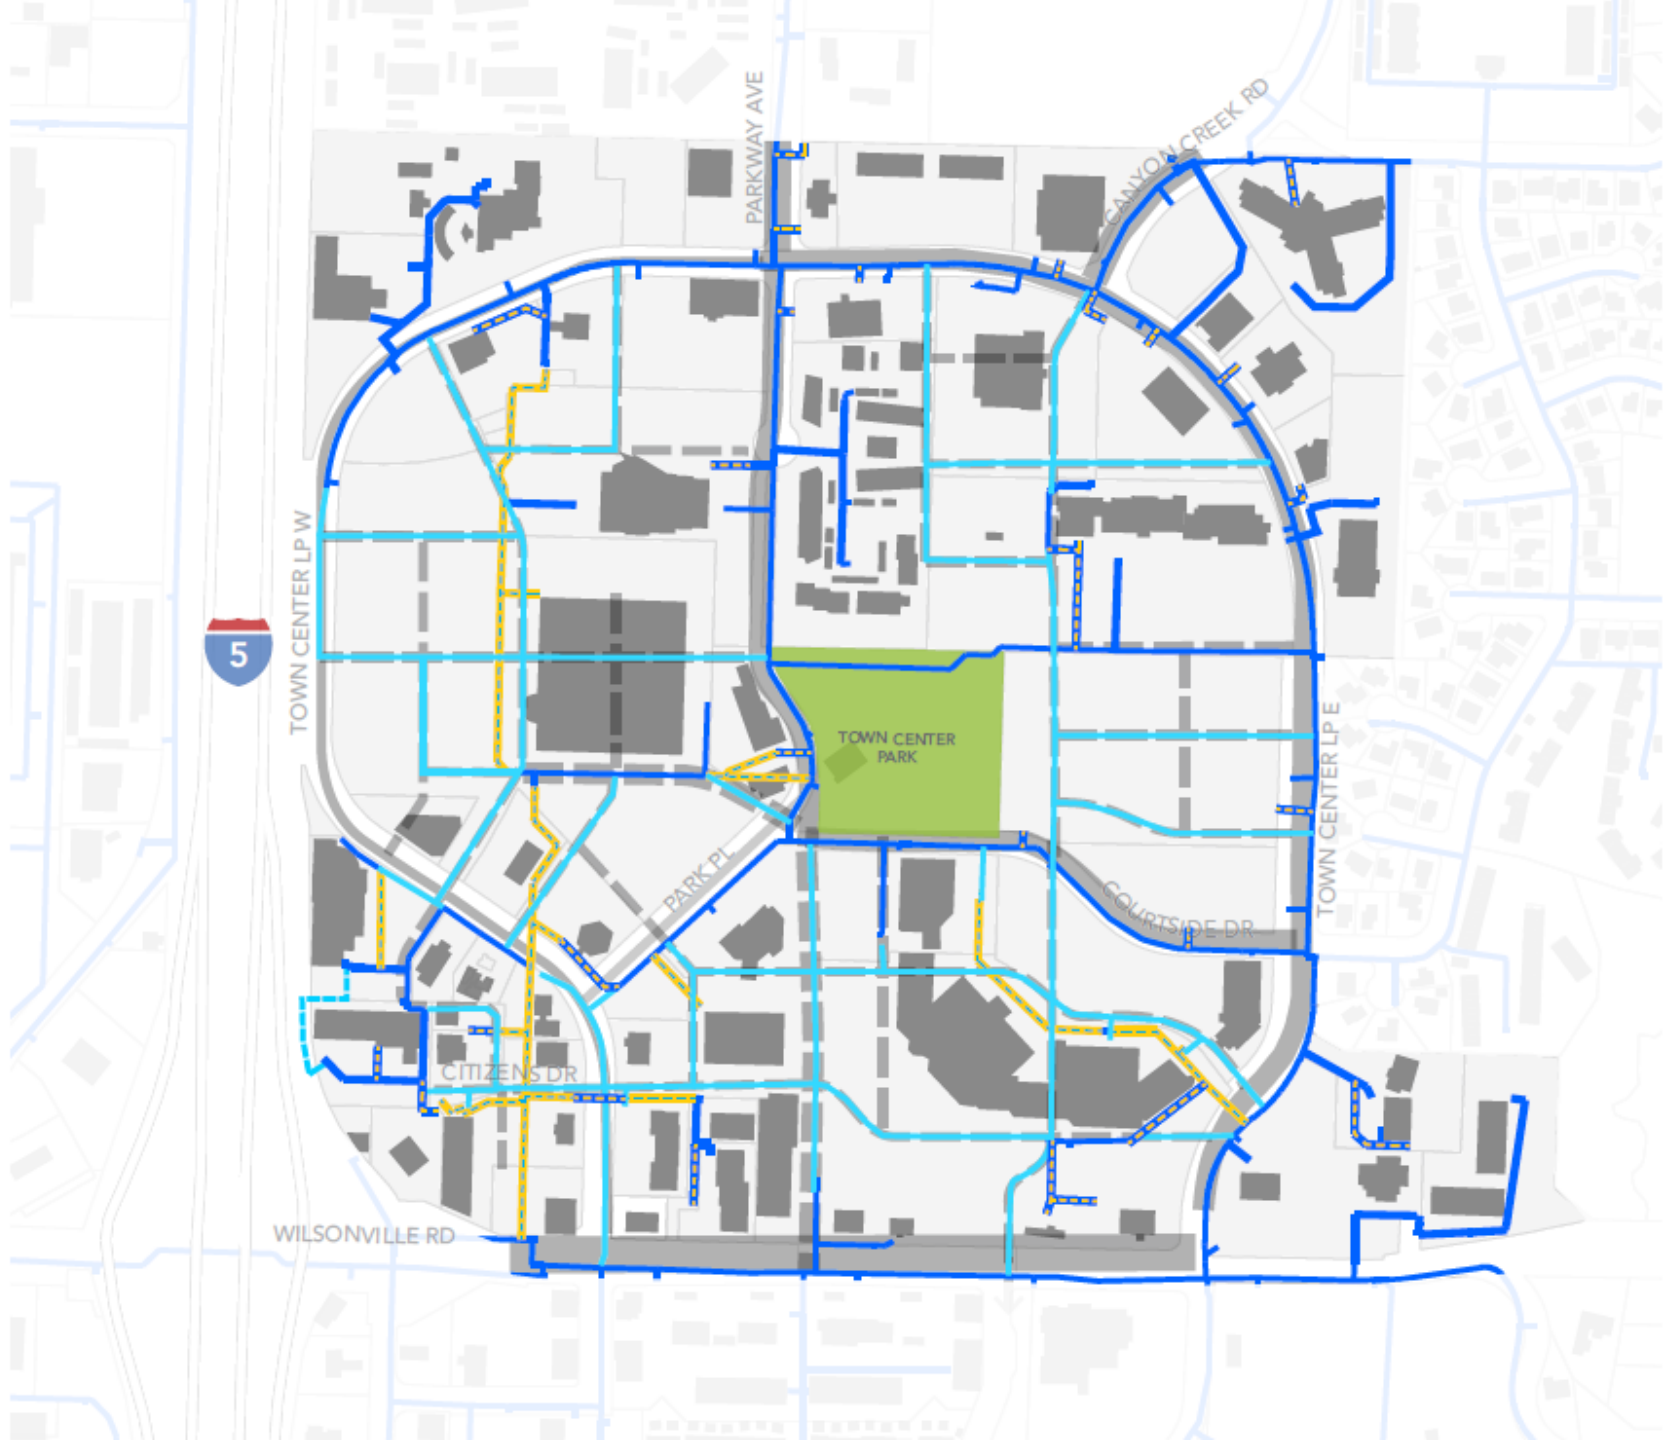 PARKWAY AVE
CANYON CREEK RD
TOWN CENTER LP W
5
TOWN CENTER
PARK
TOWN CENTER LP E
PARK PL
COURTSIDE DR
CITIZENS DR
WILSONVILLE RD